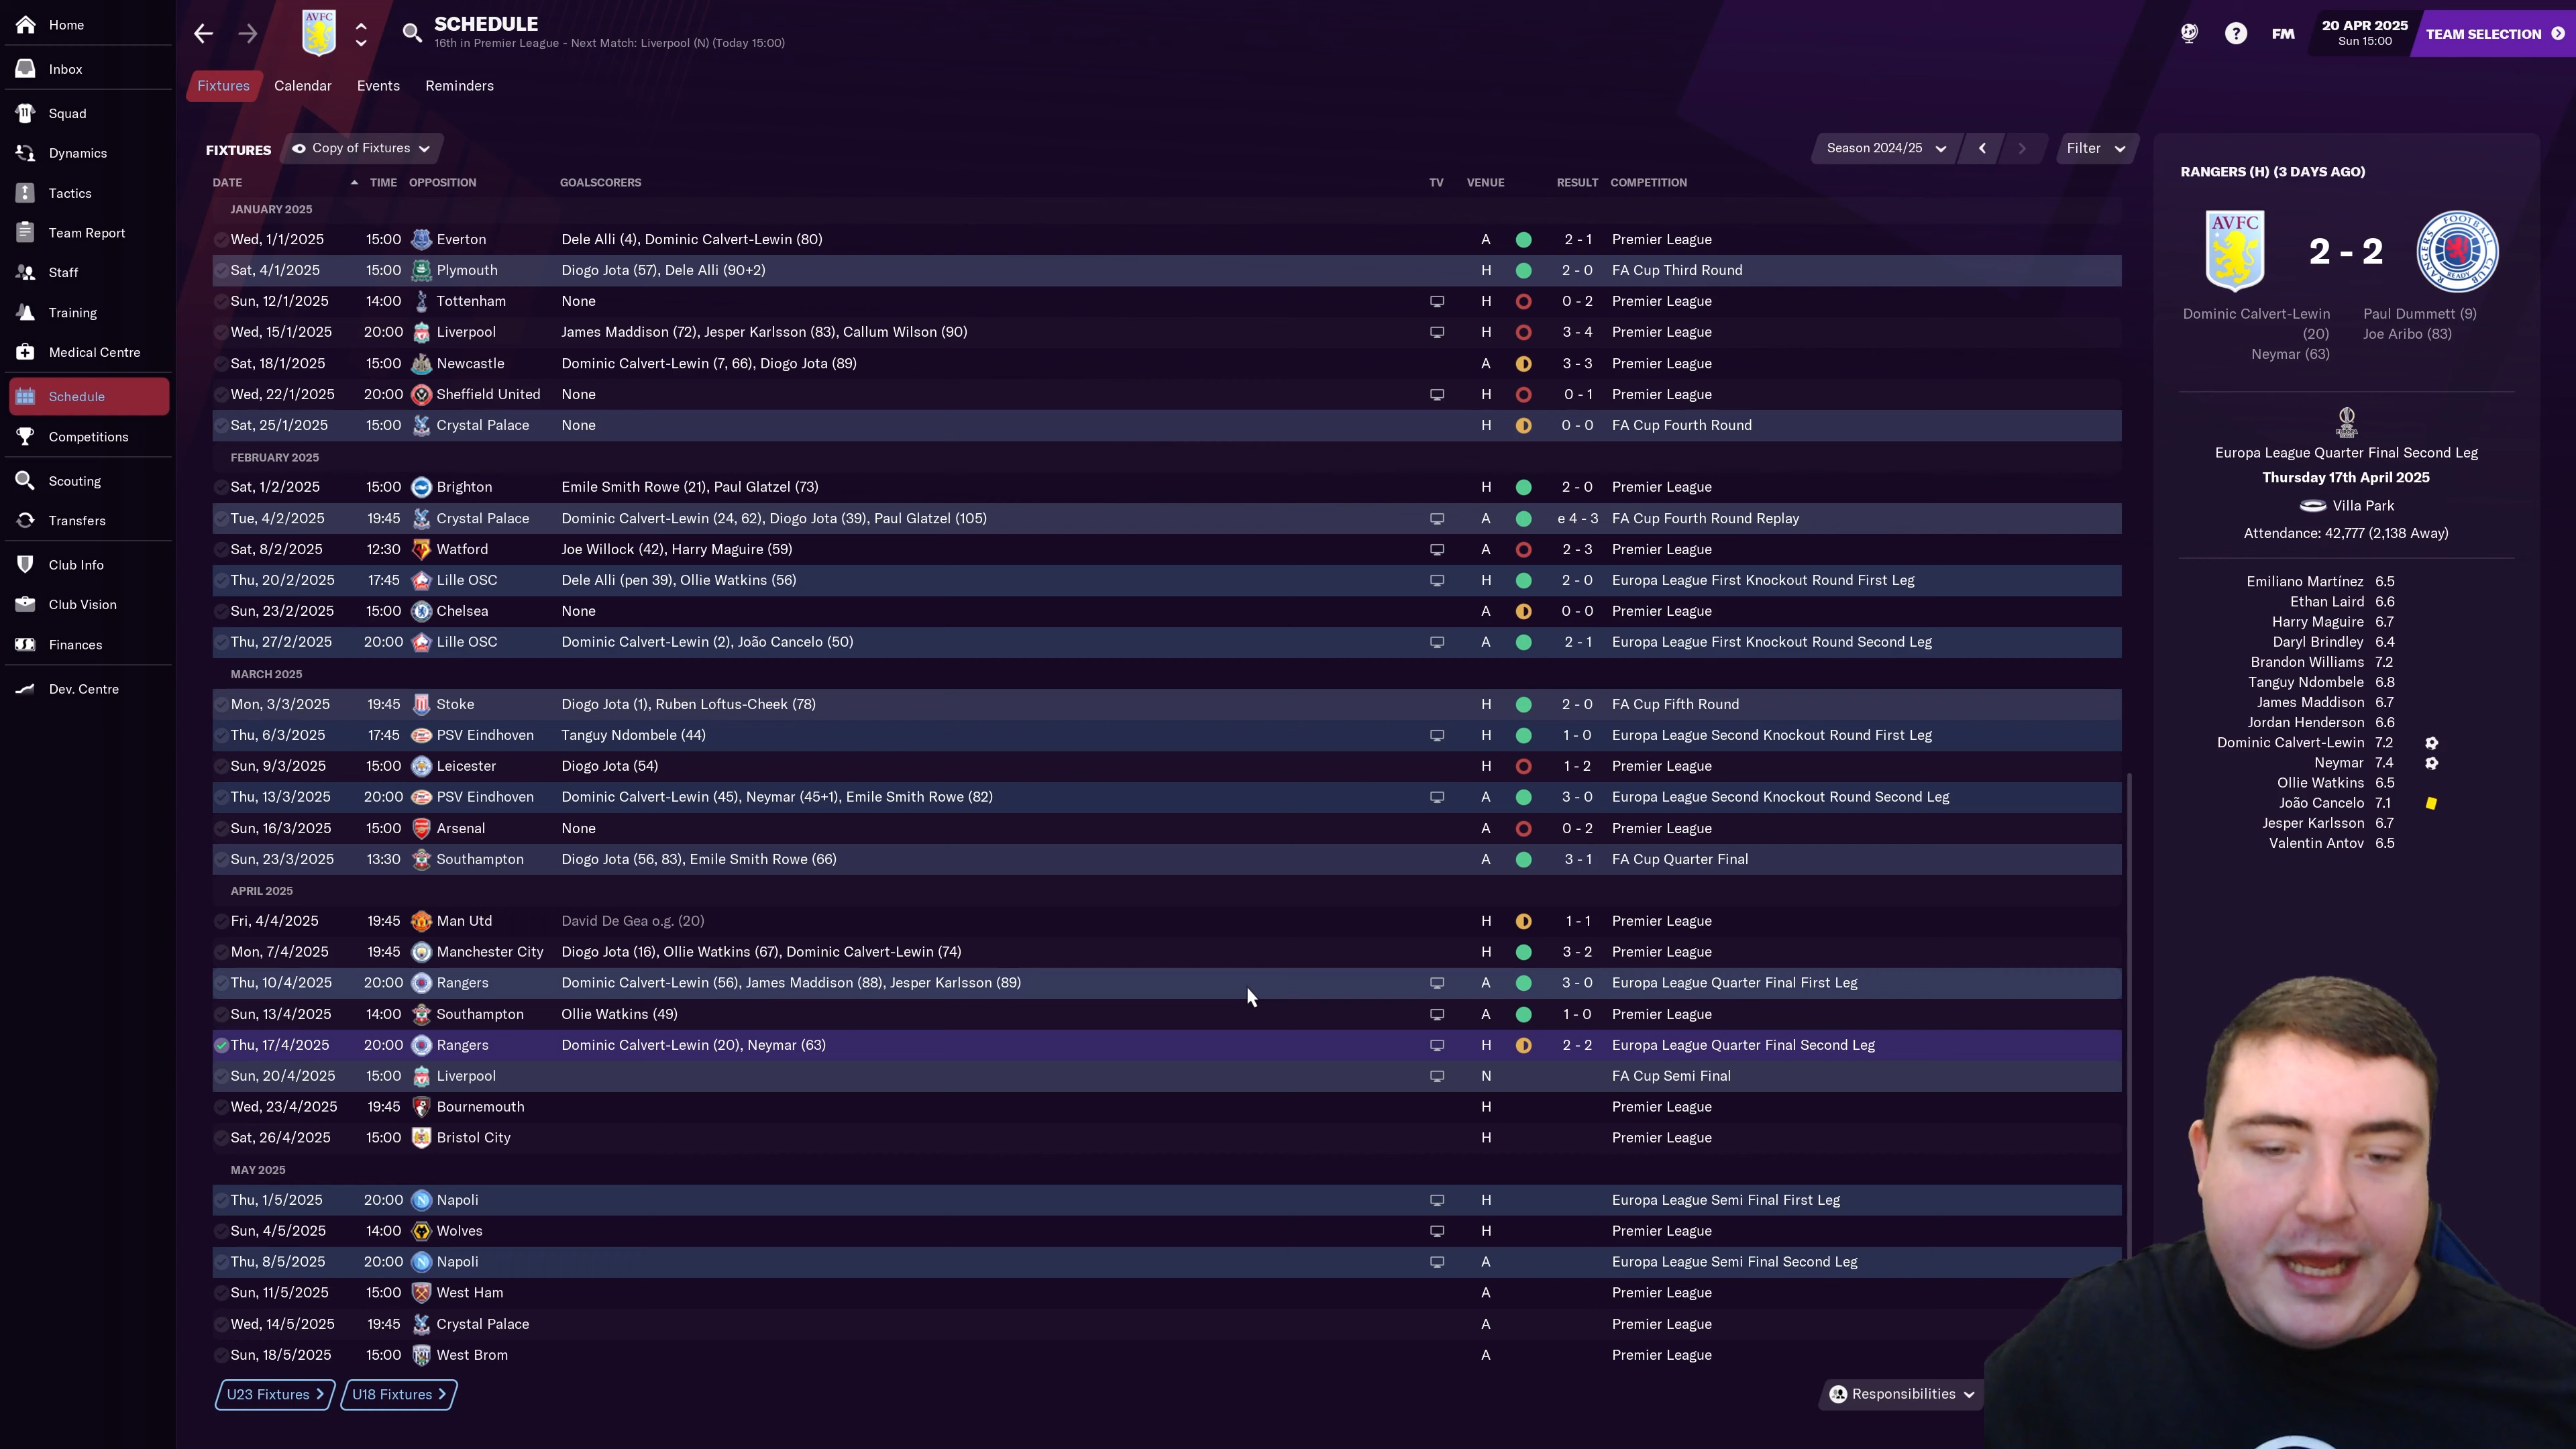 Home
Inbox
Squad
Dynamics
Tactics
Team Report
Staff
Training
Medical Centre
Schedule
Competitions
Scouting
Transfers
Club Info
Club Vision
Finances
Dev. Centre
AVFC
SCHEDULE
16th in Premier League - Next Match: Liverpool (N) (Today 15:00)
FM
20 APR 2025
Sun 15:00
TEAM SELECTION
Fixtures Calendar Events Reminders
FIXTURES Copy of Fixtures Season 2024/25 Filter
DATE TIME OPPOSITION GOALSCORERS TV VENUE RESULT COMPETITION
JANUARY 2025
Wed, 1/1/2025 15:00 Everton Dele Alli (4), Dominic Calvert-Lewin (80) A 2 - 1 Premier League
Sat, 4/1/2025 15:00 Plymouth Diogo Jota (57), Dele Alli (90+2) H 2 - 0 FA Cup Third Round
Sun, 12/1/2025 14:00 Tottenham None H 0 - 2 Premier League
Wed, 15/1/2025 20:00 Liverpool James Maddison (72), Jesper Karlsson (83), Callum Wilson (90) H 3 - 4 Premier League
Sat, 18/1/2025 15:00 Newcastle Dominic Calvert-Lewin (7, 66), Diogo Jota (89) A 3 - 3 Premier League
Wed, 22/1/2025 20:00 Sheffield United None H 0 - 1 Premier League
Sat, 25/1/2025 15:00 Crystal Palace None H 0 - 0 FA Cup Fourth Round
FEBRUARY 2025
Sat, 1/2/2025 15:00 Brighton Emile Smith Rowe (21), Paul Glatzel (73) H 2 - 0 Premier League
Tue, 4/2/2025 19:45 Crystal Palace Dominic Calvert-Lewin (24, 62), Diogo Jota (39), Paul Glatzel (105) A e 4 - 3 FA Cup Fourth Round Replay
Sat, 8/2/2025 12:30 Watford Joe Willock (42), Harry Maguire (59) A 2 - 3 Premier League
Thu, 20/2/2025 17:45 Lille OSC Dele Alli (pen 39), Ollie Watkins (56) H 2 - 0 Europa League First Knockout Round First Leg
Sun, 23/2/2025 15:00 Chelsea None A 0 - 0 Premier League
Thu, 27/2/2025 20:00 Lille OSC Dominic Calvert-Lewin (2), João Cancelo (50) A 2 - 1 Europa League First Knockout Round Second Leg
MARCH 2025
Mon, 3/3/2025 19:45 Stoke Diogo Jota (1), Ruben Loftus-Cheek (78) H 2 - 0 FA Cup Fifth Round
Thu, 6/3/2025 17:45 PSV Eindhoven Tanguy Ndombele (44) H 1 - 0 Europa League Second Knockout Round First Leg
Sun, 9/3/2025 15:00 Leicester Diogo Jota (54) H 1 - 2 Premier League
Thu, 13/3/2025 20:00 PSV Eindhoven Dominic Calvert-Lewin (45), Neymar (45+1), Emile Smith Rowe (82) A 3 - 0 Europa League Second Knockout Round Second Leg
Sun, 16/3/2025 15:00 Arsenal None A 0 - 2 Premier League
Sun, 23/3/2025 13:30 Southampton Diogo Jota (56, 83), Emile Smith Rowe (66) A 3 - 1 FA Cup Quarter Final
APRIL 2025
Fri, 4/4/2025 19:45 Man Utd David De Gea o.g. (20) H 1 - 1 Premier League
Mon, 7/4/2025 19:45 Manchester City Diogo Jota (16), Ollie Watkins (67), Dominic Calvert-Lewin (74) H 3 - 2 Premier League
Thu, 10/4/2025 20:00 Rangers Dominic Calvert-Lewin (56), James Maddison (88), Jesper Karlsson (89) A 3 - 0 Europa League Quarter Final First Leg
Sun, 13/4/2025 14:00 Southampton Ollie Watkins (49) A 1 - 0 Premier League
Thu, 17/4/2025 20:00 Rangers Dominic Calvert-Lewin (20), Neymar (63) H 2 - 2 Europa League Quarter Final Second Leg
Sun, 20/4/2025 15:00 Liverpool N FA Cup Semi Final
Wed, 23/4/2025 19:45 Bournemouth H Premier League
Sat, 26/4/2025 15:00 Bristol City H Premier League
MAY 2025
Thu, 1/5/2025 20:00 Napoli H Europa League Semi Final First Leg
Sun, 4/5/2025 14:00 Wolves H Premier League
Thu, 8/5/2025 20:00 Napoli A Europa League Semi Final Second Leg
Sun, 11/5/2025 15:00 West Ham A Premier League
Wed, 14/5/2025 19:45 Crystal Palace A Premier League
Sun, 18/5/2025 15:00 West Brom A Premier League
U23 Fixtures U18 Fixtures Responsibilities
RANGERS (H) (3 DAYS AGO)
AVFC 2 - 2
Dominic Calvert-Lewin Paul Dummett (9)
(20) Joe Aribo (83)
Neymar (63)
Europa League Quarter Final Second Leg
Thursday 17th April 2025
Villa Park
Attendance: 42,777 (2,138 Away)
Emiliano Martínez 6.5
Ethan Laird 6.6
Harry Maguire 6.7
Daryl Brindley 6.4
Brandon Williams 7.2
Tanguy Ndombele 6.8
James Maddison 6.7
Jordan Henderson 6.6
Dominic Calvert-Lewin 7.2
Neymar 7.4
Ollie Watkins 6.5
João Cancelo 7.1
Jesper Karlsson 6.7
Valentin Antov 6.5